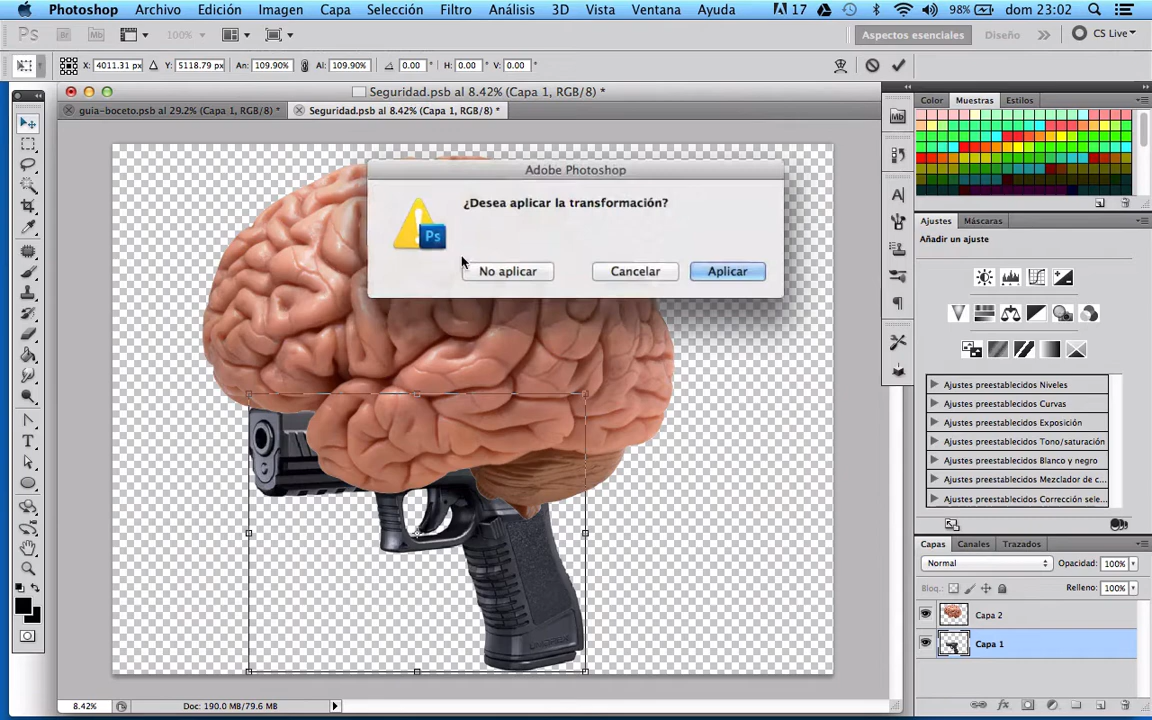 Photoshop Archivo Edición Imagen Capa Selección Filtro Análisis 3D Vista Ventana Ayuda 17 98% dom 23:02
Ps Br Mb 100% Aspectos esenciales Diseño CS Live
X: 4011.31 px Y: 5118.79 px An: 109.90% Al: 109.90% 0.00 ° H: 0.00 ° V: 0.00 °
Seguridad.psb al 8.42% (Capa 1, RGB/8) *
guia-boceto.psb al 29.2% (Capa 1, RGB/8) * Seguridad.psb al 8.42% (Capa 1, RGB/8) *
Color Muestras Estilos
Mb
Adobe Photoshop
¿Desea aplicar la transformación?
Ps
No aplicar Cancelar Aplicar
Ajustes Máscaras
Añadir un ajuste
Ajustes preestablecidos Niveles
Ajustes preestablecidos Curvas
Ajustes preestablecidos Exposición
Ajustes preestablecidos Tono/saturación
Ajustes preestablecidos Blanco y negro
Ajustes preestablecidos Mezclador de c...
Ajustes preestablecidos Corrección sele...
Capas Canales Trazados
Normal Opacidad: 100%
Bloq.: Relleno: 100%
Capa 2
Capa 1
8.42% Doc: 190.0 MB/79.6 MB